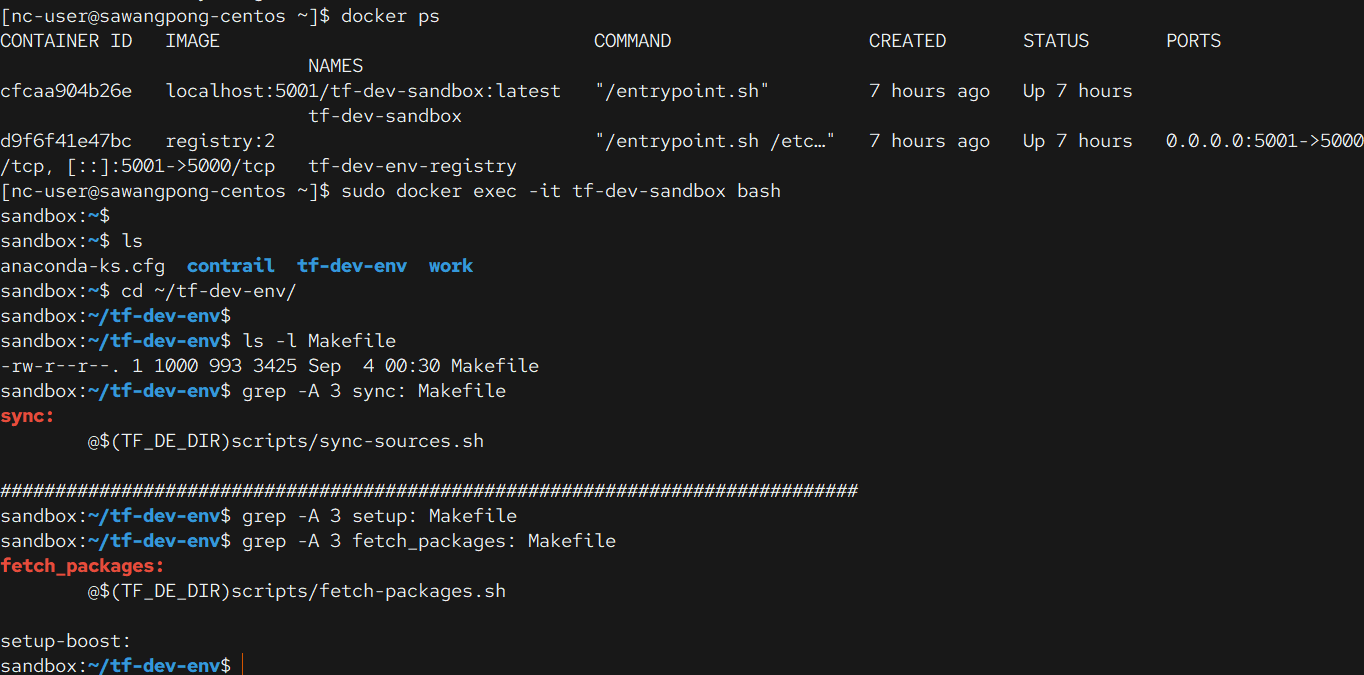 [nc-user@sawangpong-centos ~]$ docker ps
CONTAINER ID   IMAGE                                  COMMAND                  CREATED       STATUS       PORTS
                            NAMES
cfcaa904b26e   localhost:5001/tf-dev-sandbox:latest   "/entrypoint.sh"         7 hours ago   Up 7 hours
                            tf-dev-sandbox
d9f6f41e47bc   registry:2                             "/entrypoint.sh /etc…"   7 hours ago   Up 7 hours   0.0.0.0:5001->5000
/tcp, [::]:5001->5000/tcp   tf-dev-env-registry
[nc-user@sawangpong-centos ~]$ sudo docker exec -it tf-dev-sandbox bash
sandbox:~$
sandbox:~$ ls
anaconda-ks.cfg  contrail  tf-dev-env  work
sandbox:~$ cd ~/tf-dev-env/
sandbox:~/tf-dev-env$
sandbox:~/tf-dev-env$ ls -l Makefile
-rw-r--r--. 1 1000 993 3425 Sep  4 00:30 Makefile
sandbox:~/tf-dev-env$ grep -A 3 sync: Makefile
sync:
        @$(TF_DE_DIR)scripts/sync-sources.sh

##############################################################################
sandbox:~/tf-dev-env$ grep -A 3 setup: Makefile
sandbox:~/tf-dev-env$ grep -A 3 fetch_packages: Makefile
fetch_packages:
        @$(TF_DE_DIR)scripts/fetch-packages.sh

setup-boost:
sandbox:~/tf-dev-env$